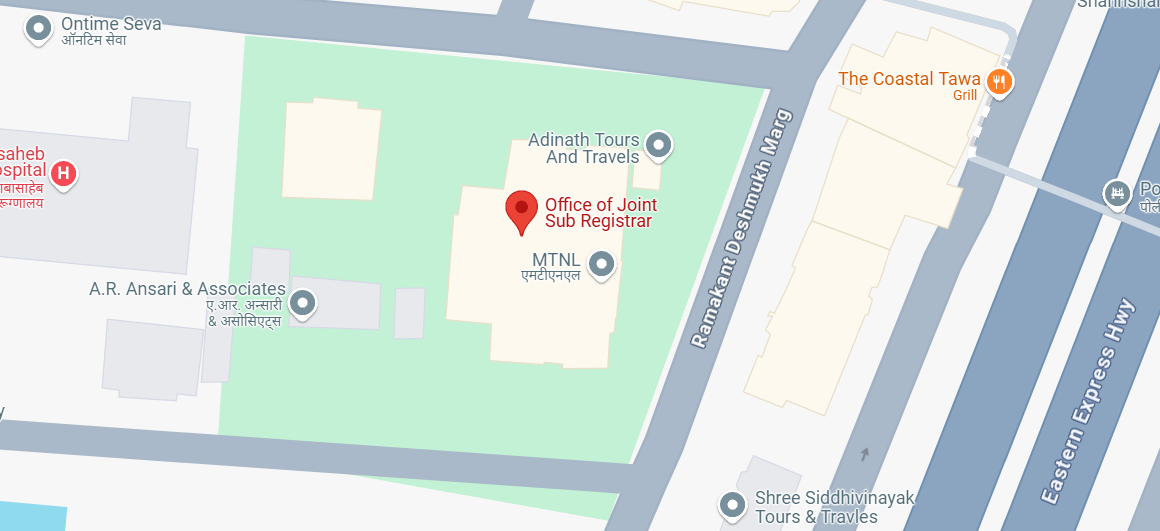 Ontime Seva
ऑनटिम सेवा
The Coastal Tawa
Grill
Adinath Tours
And Travels
H
Office of Joint
Sub Registrar
MTNL
एमटीएनएल
A.R. Ansari & Associates
ए.आर. अन्सारी
& असोसिएट्स
Ramakant Deshmukh Marg
Eastern Express Hwy
Shree Siddhivinayak
Tours & Travles